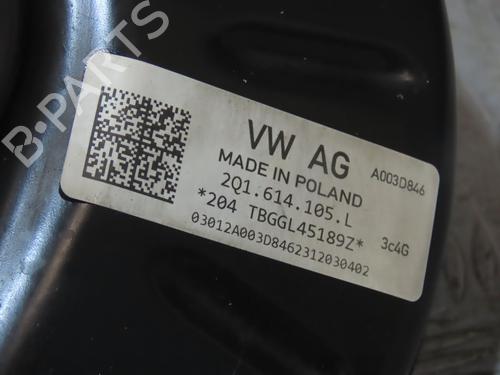 B-PARTS
VW AG
A003D846
MADE IN POLAND
2Q1.614.105.L
*204 TBGGL45189Z*
3c4G
03012A003D8462312030402